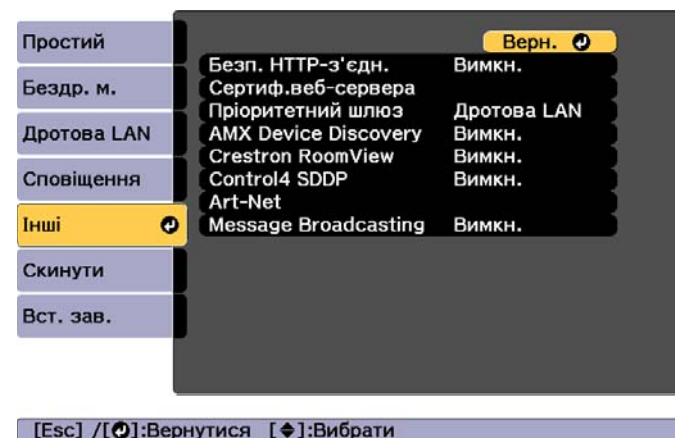 Простий
Бездр. м.
Дротова LAN
Сповіщення
Інші
Скинути
Вст. зав.
Верн.
Безп. HTTP-з'єдн. Вимкн.
Сертиф.веб-сервера
Пріоритетний шлюз Дротова LAN
AMX Device Discovery Вимкн.
Crestron RoomView Вимкн.
Control4 SDDP Вимкн.
Art-Net
Message Broadcasting Вимкн.
[Esc] /[⏎]:Вернутися [◆]:Вибрати